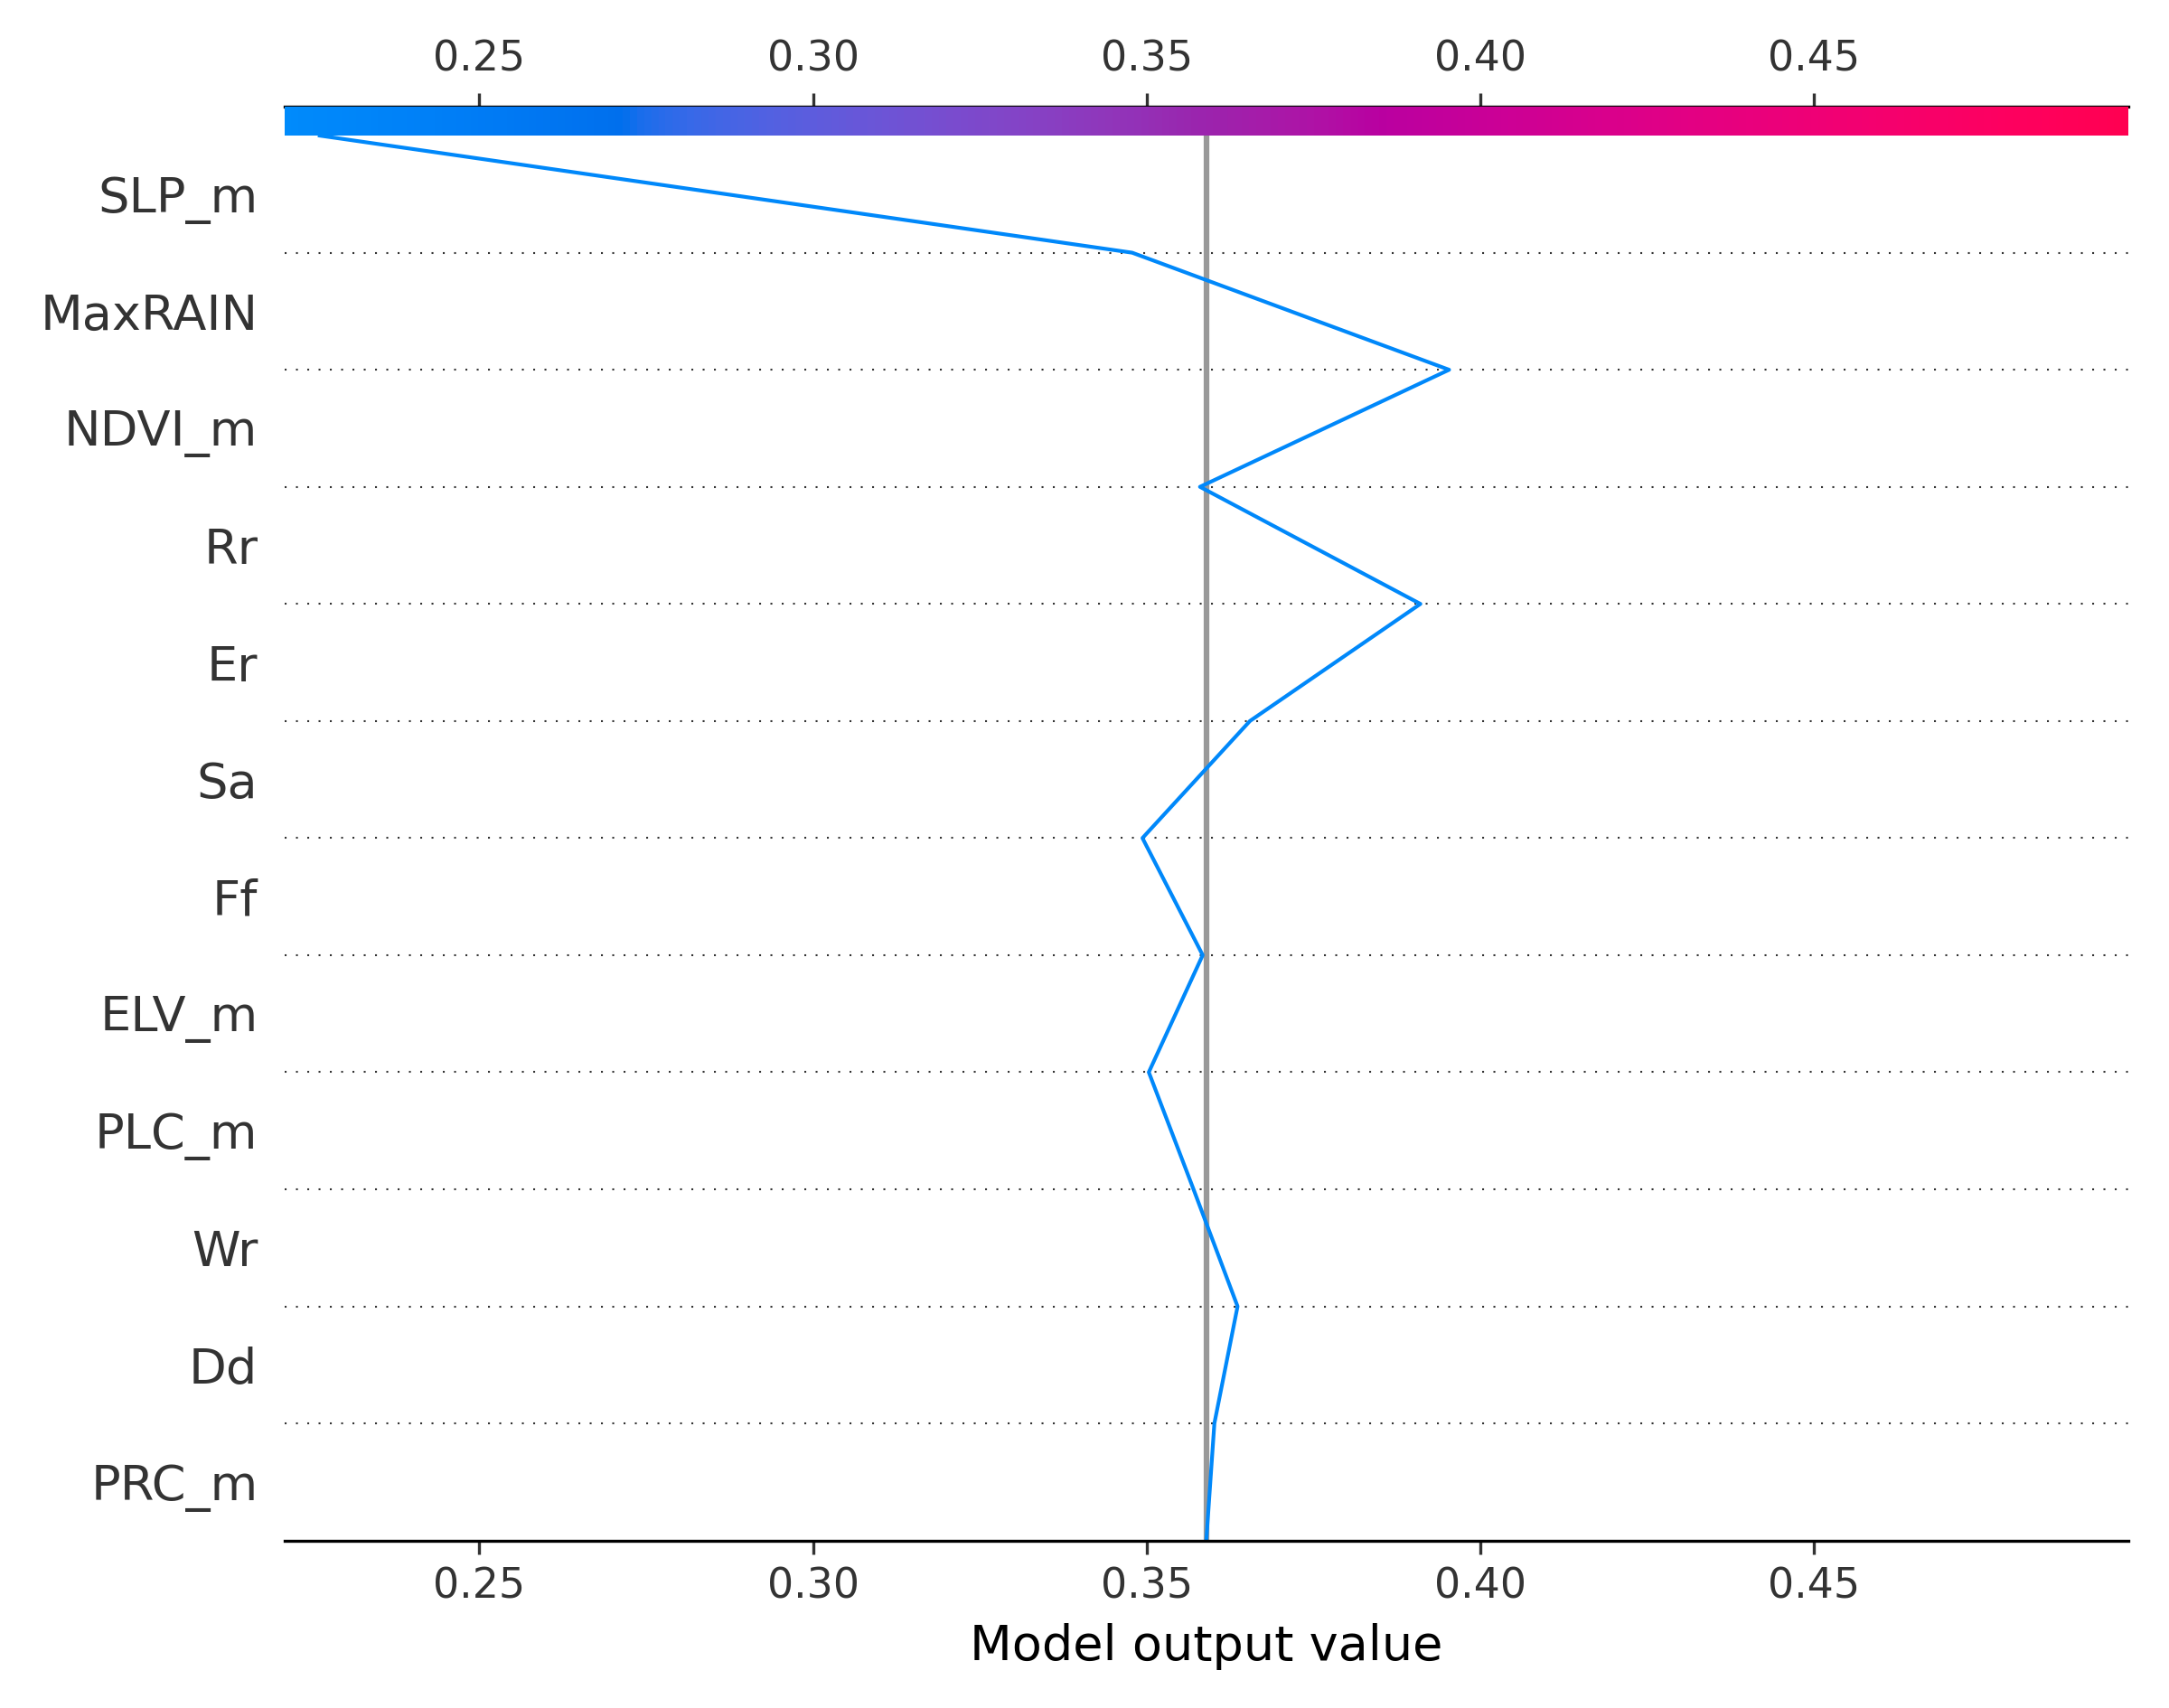 0.25 0.30 0.35 0.40 0.45
SLP_m
MaxRAIN
NDVI_m
Rr
Er
Sa
Ff
ELV_m
PLC_m
Wr
Dd
PRC_m
0.25 0.30 0.35 0.40 0.45
Model output value